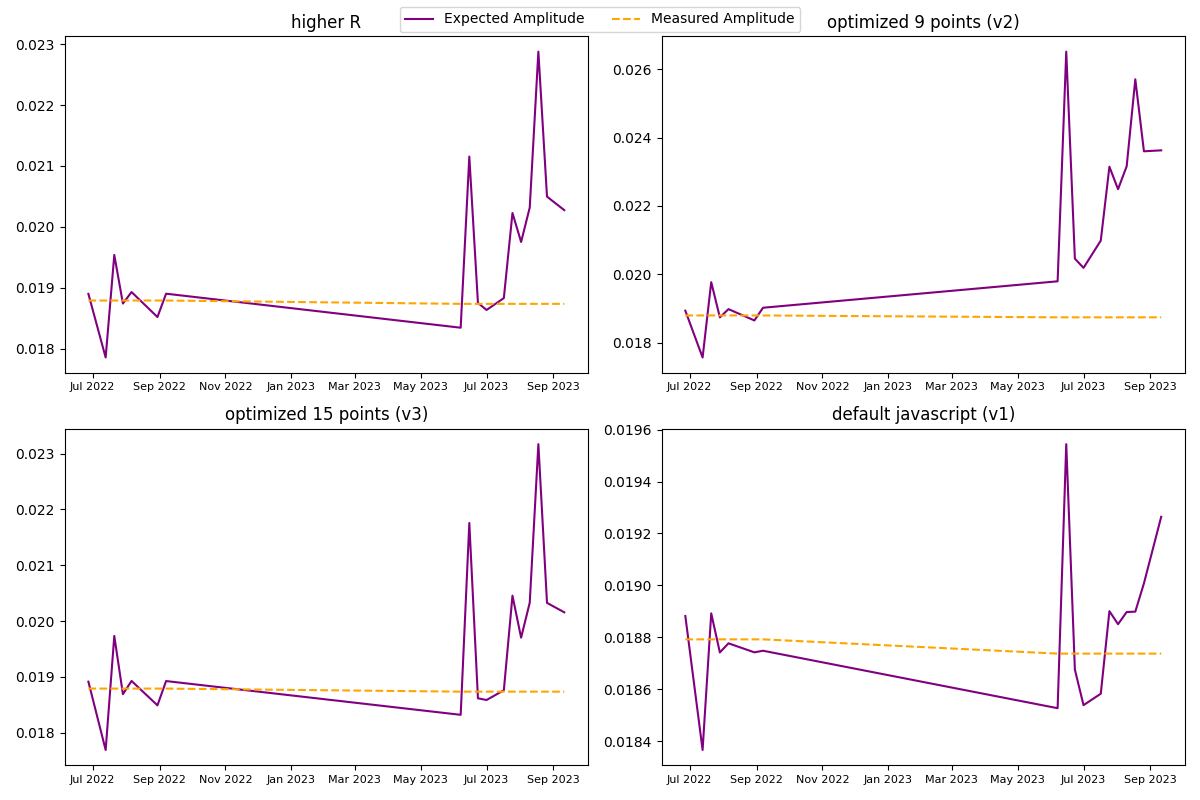 Expected Amplitude Measured Amplitude
higher R
0.023
0.022
0.021
0.020
0.019
0.018
Jul 2022 Sep 2022 Nov 2022 Jan 2023 Mar 2023 May 2023 Jul 2023 Sep 2023
optimized 9 points (v2)
0.026
0.024
0.022
0.020
0.018
Jul 2022 Sep 2022 Nov 2022 Jan 2023 Mar 2023 May 2023 Jul 2023 Sep 2023
optimized 15 points (v3)
0.023
0.022
0.021
0.020
0.019
0.018
Jul 2022 Sep 2022 Nov 2022 Jan 2023 Mar 2023 May 2023 Jul 2023 Sep 2023
default javascript (v1)
0.0196
0.0194
0.0192
0.0190
0.0188
0.0186
0.0184
Jul 2022 Sep 2022 Nov 2022 Jan 2023 Mar 2023 May 2023 Jul 2023 Sep 2023